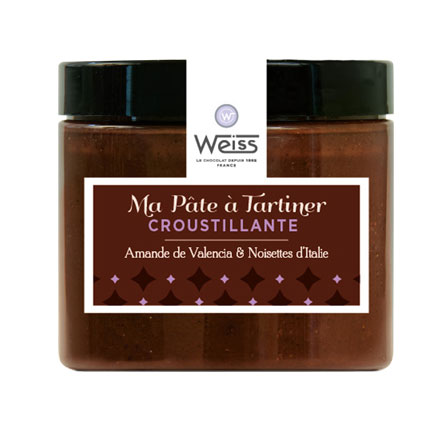 W
Weiss
LE CHOCOLAT DEPUIS 1882
FRANCE
Ma Pâte à Tartiner
CROUSTILLANTE
Amande de Valencia & Noisettes d'Italie